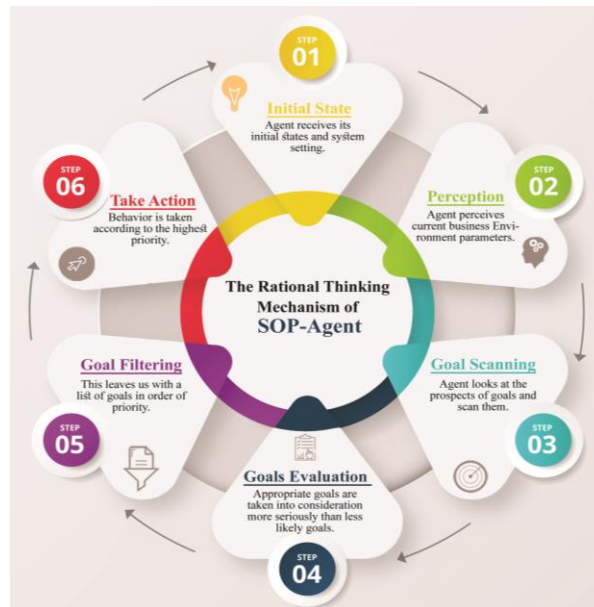 STEP
01
Initial State
Agent receives its
initial states and system
setting.
STEP
02
Perception
Agent perceives
current business Envi-
ronment parameters.
Goal Scanning
Agent looks at the
prospects of goals and
scan them.
STEP
03
Goals Evaluation
Appropriate goals are
taken into consideration
more seriously than less
likely goals.
STEP
04
Goal Filtering
This leaves us with a
list of goals in order of
priority.
STEP
05
STEP
06
Take Action
Behavior is taken
according to the highest
priority.
The Rational Thinking
Mechanism of
SOP-Agent